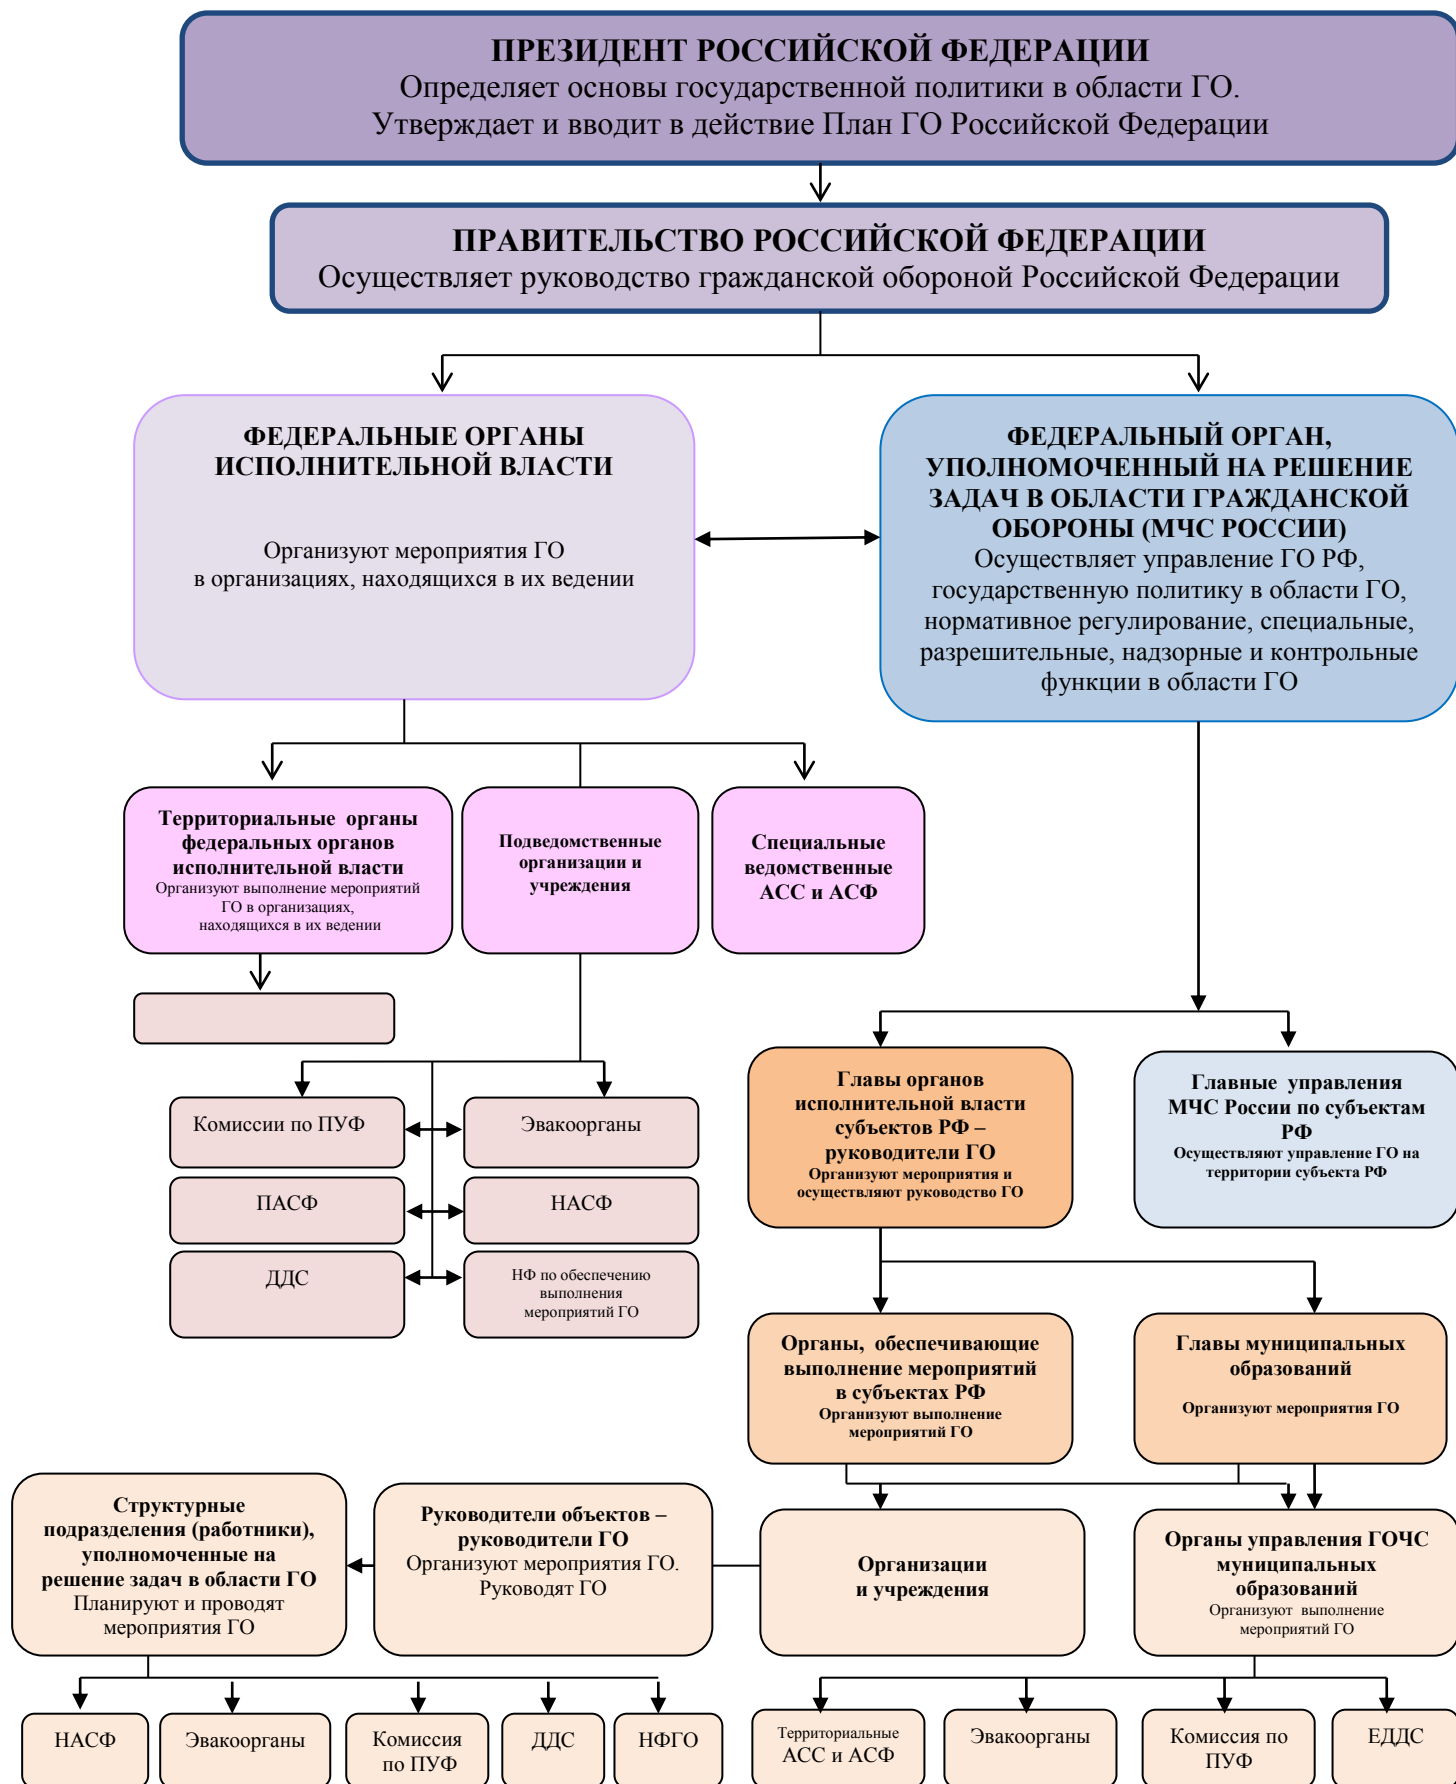 ПРЕЗИДЕНТ РОССИЙСКОЙ ФЕДЕРАЦИИ
Определяет основы государственной политики в области ГО.
Утверждает и вводит в действие План ГО Российской Федерации
ПРАВИТЕЛЬСТВО РОССИЙСКОЙ ФЕДЕРАЦИИ
Осуществляет руководство гражданской обороной Российской Федерации
ФЕДЕРАЛЬНЫЕ ОРГАНЫ
ИСПОЛНИТЕЛЬНОЙ ВЛАСТИ
Организуют мероприятия ГО
в организациях, находящихся в их ведении
ФЕДЕРАЛЬНЫЙ ОРГАН,
УПОЛНОМОЧЕННЫЙ НА РЕШЕНИЕ
ЗАДАЧ В ОБЛАСТИ ГРАЖДАНСКОЙ
ОБОРОНЫ (МЧС РОССИИ)
Осуществляет управление ГО РФ,
государственную политику в области ГО,
нормативное регулирование, специальные,
разрешительные, надзорные и контрольные
функции в области ГО
Территориальные органы
федеральных органов
исполнительной власти
Организуют выполнение мероприятий
ГО в организациях,
находящихся в их ведении
Подведомственные
организации и
учреждения
Специальные
ведомственные
АСС и АСФ
Комиссии по ПУФ
Эвакоорганы
ПАСФ
НАСФ
ДДС
НФ по обеспечению
выполнения
мероприятий ГО
Главы органов
исполнительной власти
субъектов РФ –
руководители ГО
Организуют мероприятия и
осуществляют руководство ГО
Главные управления
МЧС России по субъектам
РФ
Осуществляют управление ГО на
территории субъекта РФ
Органы, обеспечивающие
выполнение мероприятий
в субъектах РФ
Организуют выполнение
мероприятий ГО
Главы муниципальных
образований
Организуют мероприятия ГО
Структурные
подразделения (работники),
уполномоченные на
решение задач в области ГО
Планируют и проводят
мероприятия ГО
Руководители объектов –
руководители ГО
Организуют мероприятия ГО.
Руководят ГО
Организации
и учреждения
Органы управления ГОЧС
муниципальных
образований
Организуют выполнение
мероприятий ГО
НАСФ
Эвакоорганы
Комиссия
по ПУФ
ДДС
НФГО
Территориальные
АСС и АСФ
Эвакоорганы
Комиссия по
ПУФ
ЕДДС